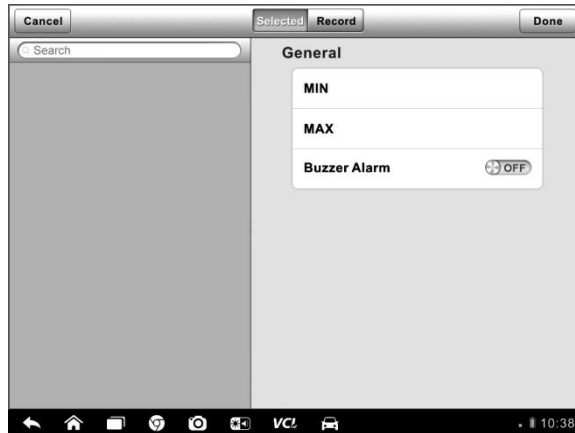 Cancel
Selected Record
Done
Search
General
MIN
MAX
Buzzer Alarm
OFF
VCI
10:38